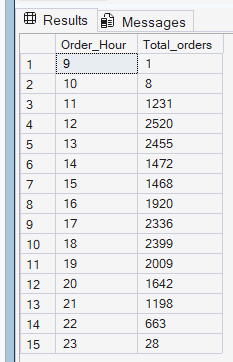 Results Messages
Order_Hour Total_orders
1 9 1
2 10 8
3 11 1231
4 12 2520
5 13 2455
6 14 1472
7 15 1468
8 16 1920
9 17 2336
10 18 2399
11 19 2009
12 20 1642
13 21 1198
14 22 663
15 23 28